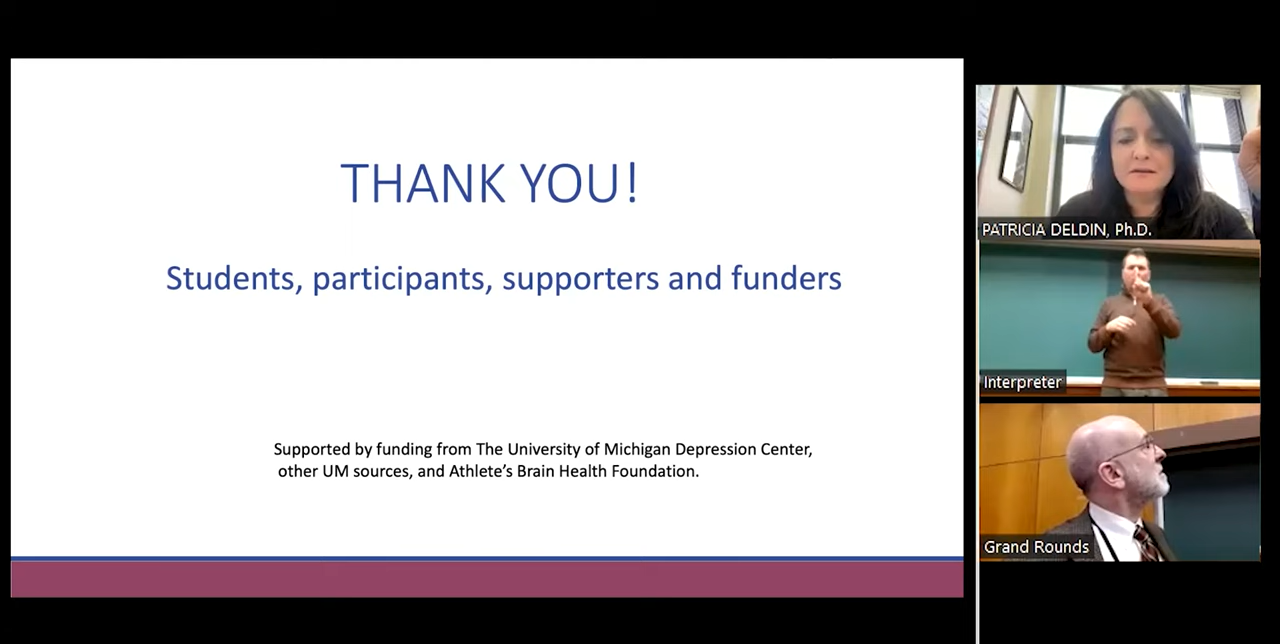 THANK YOU!
Students, participants, supporters and funders
Supported by funding from The University of Michigan Depression Center,
other UM sources, and Athlete's Brain Health Foundation.
PATRICIA DELDIN, Ph.D.
Interpreter
Grand Rounds